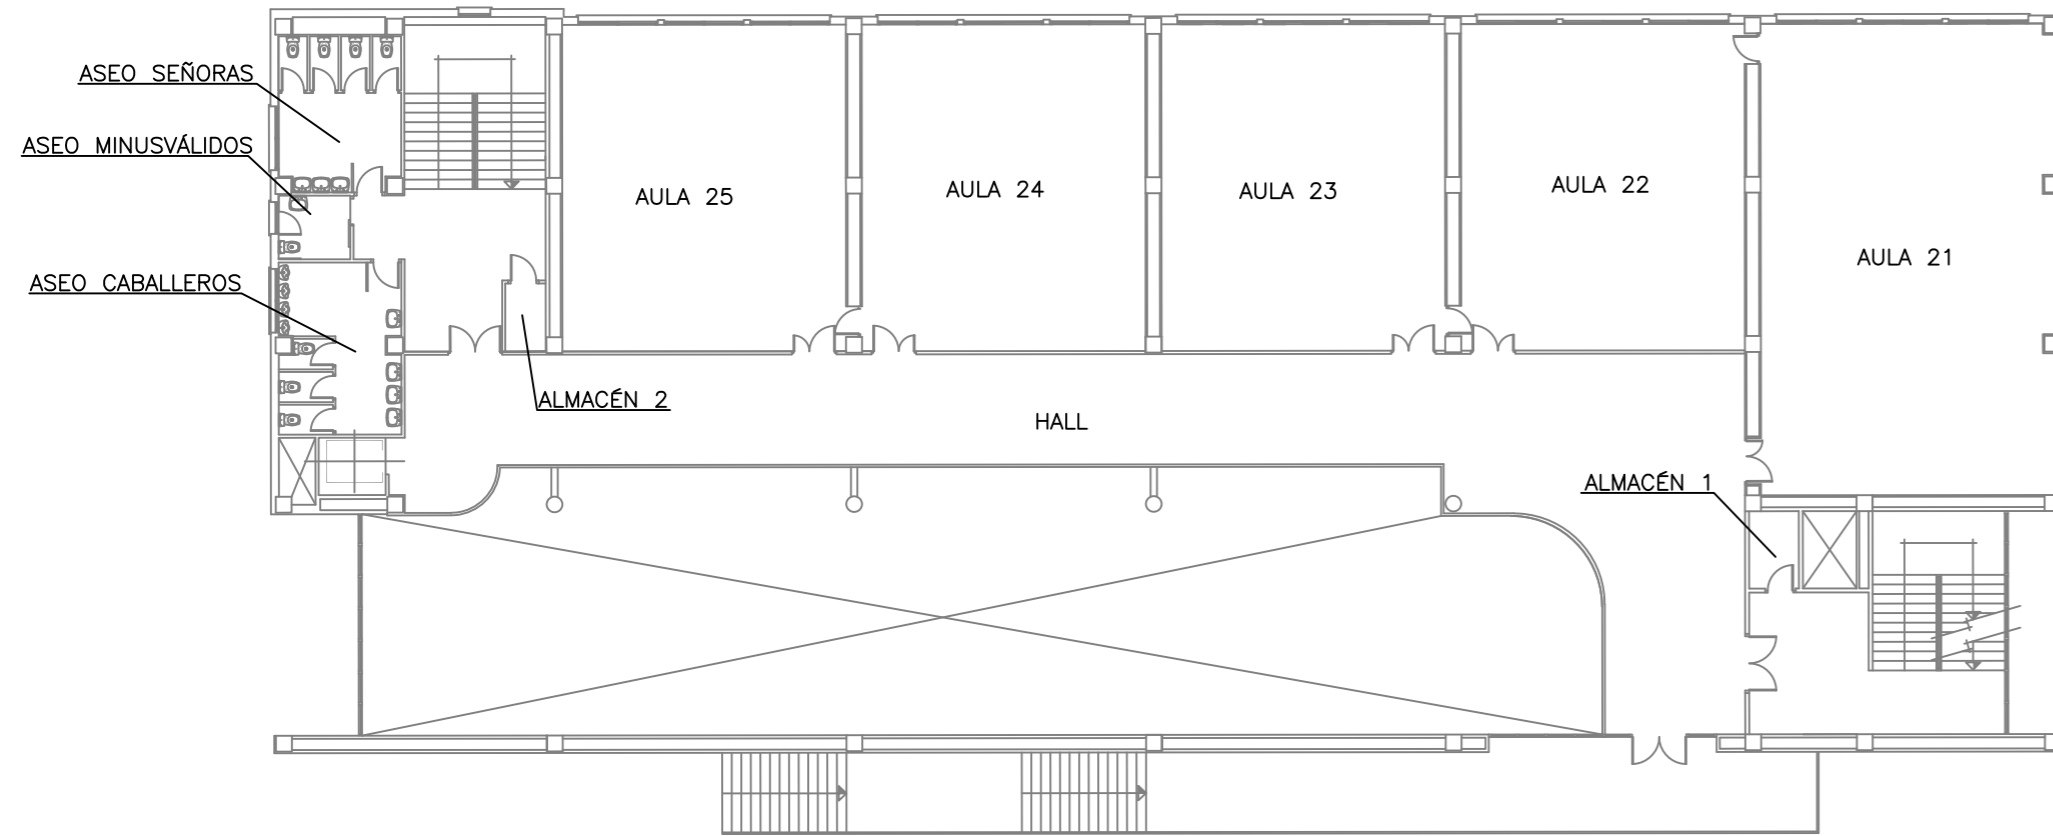 ASEO SEÑORAS
ASEO MINUSVÁLIDOS
ASEO CABALLEROS
AULA 25
AULA 24
AULA 23
AULA 22
AULA 21
ALMACÉN 2
HALL
ALMACÉN 1